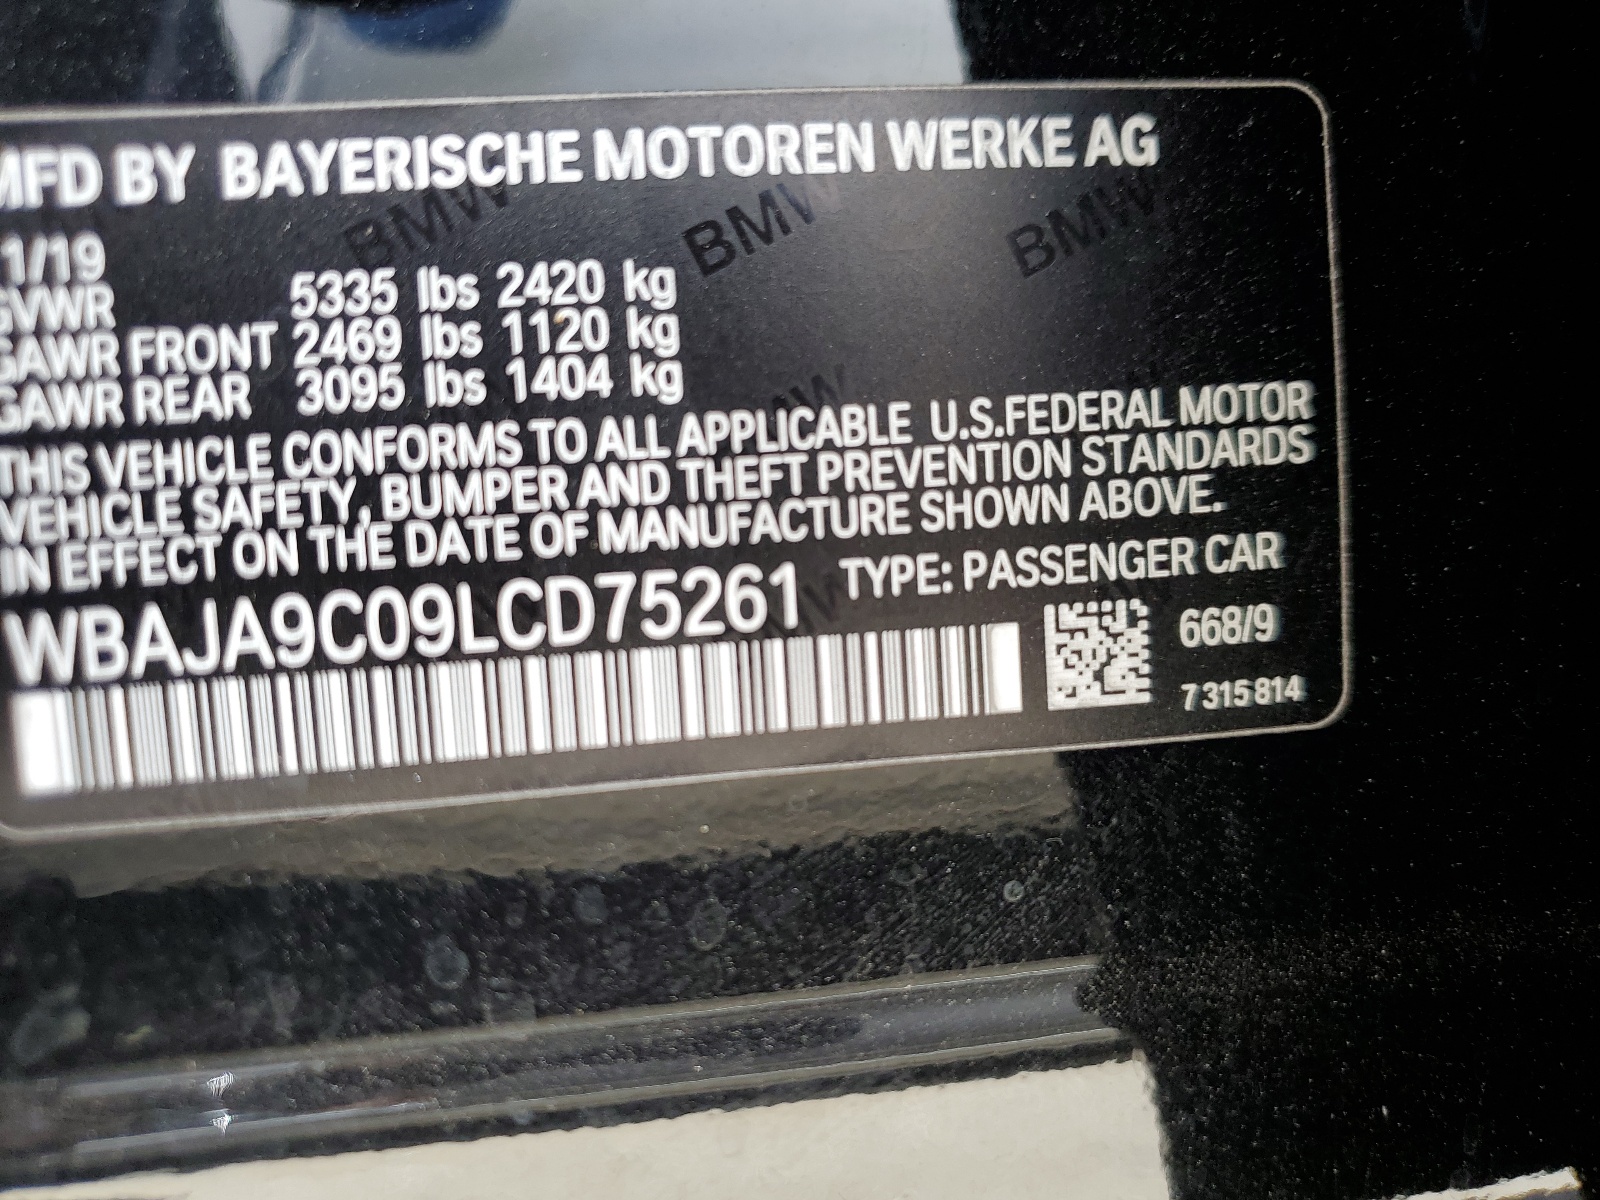 MFD BY BAYERISCHE MOTOREN WERKE AG
1/19
GVWR 5335 lbs 2420 kg
GAWR FRONT 2469 lbs 1120 kg
GAWR REAR 3095 lbs 1404 kg
THIS VEHICLE CONFORMS TO ALL APPLICABLE U.S.FEDERAL MOTOR
VEHICLE SAFETY, BUMPER AND THEFT PREVENTION STANDARDS
IN EFFECT ON THE DATE OF MANUFACTURE SHOWN ABOVE.
WBAJA9C09LCD75261 TYPE: PASSENGER CAR
668/9
7315814
BMW BMW BMW